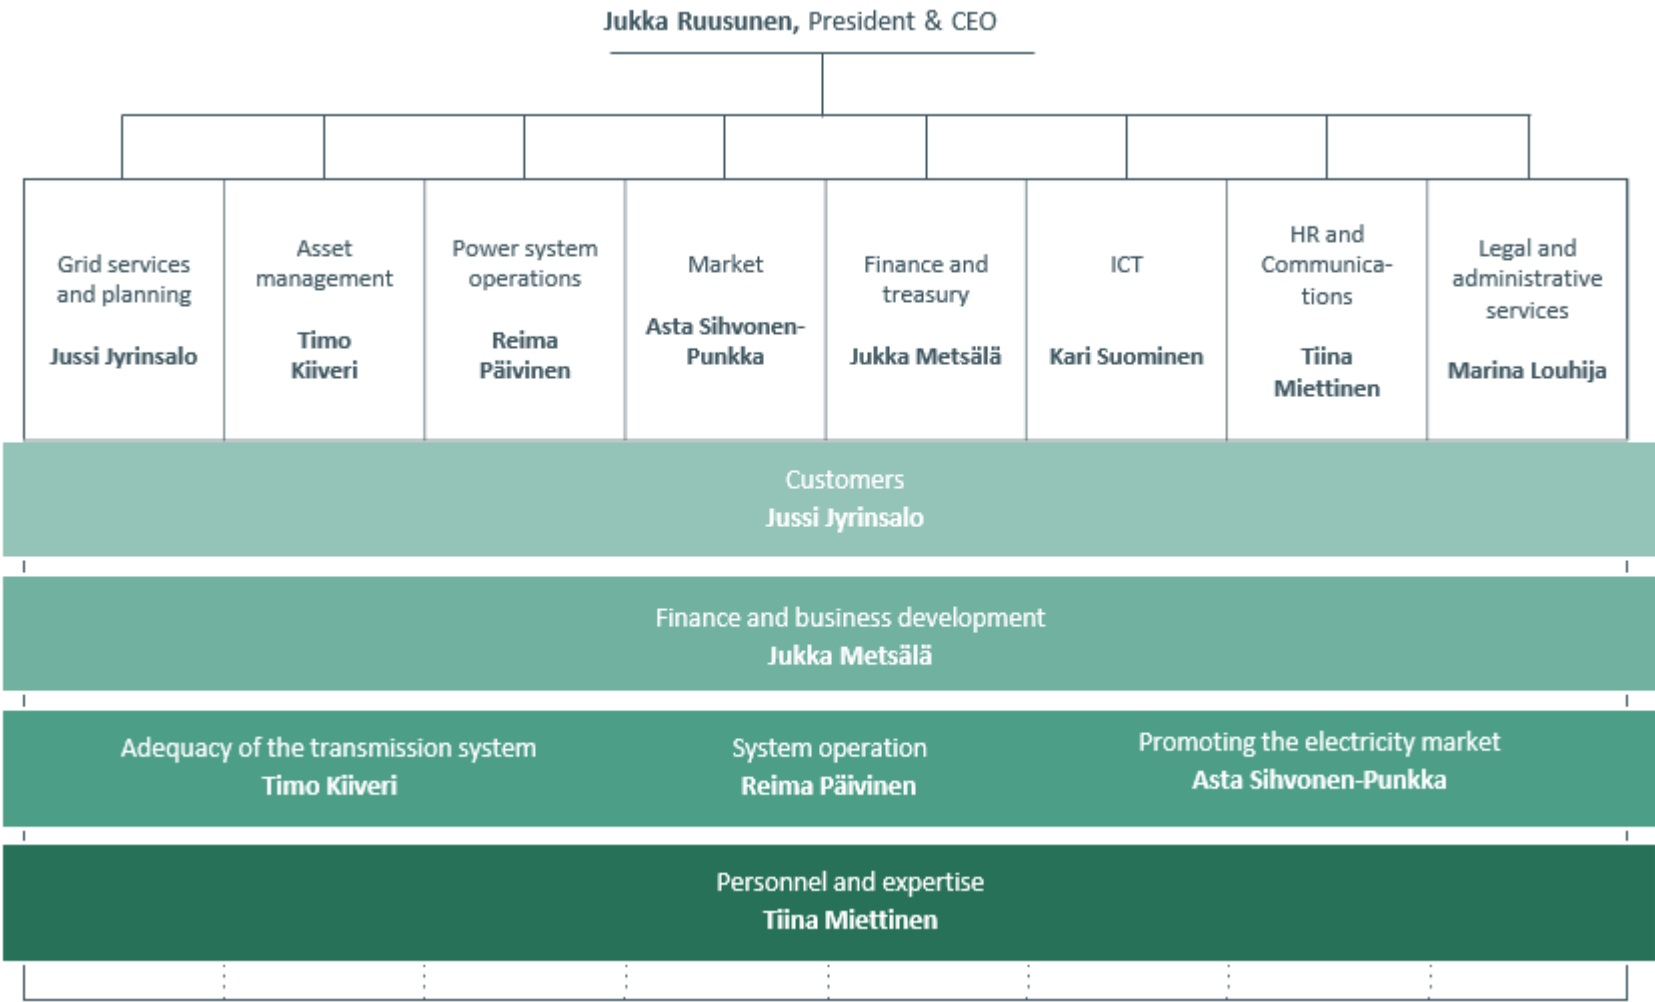 Jukka Ruusunen, President & CEO
Grid services
and planning
Jussi Jyrinsalo
Asset
management
Timo
Kiiveri
Power system
operations
Reima
Päivinen
Market
Asta Sihvonen-
Punkka
Finance and
treasury
Jukka Metsälä
ICT
Kari Suominen
HR and
Communica-
tions
Tiina
Miettinen
Legal and
administrative
services
Marina Louhija
Customers
Jussi Jyrinsalo
Finance and business development
Jukka Metsälä
Adequacy of the transmission system
Timo Kiiveri
System operation
Reima Päivinen
Promoting the electricity market
Asta Sihvonen-Punkka
Personnel and expertise
Tiina Miettinen